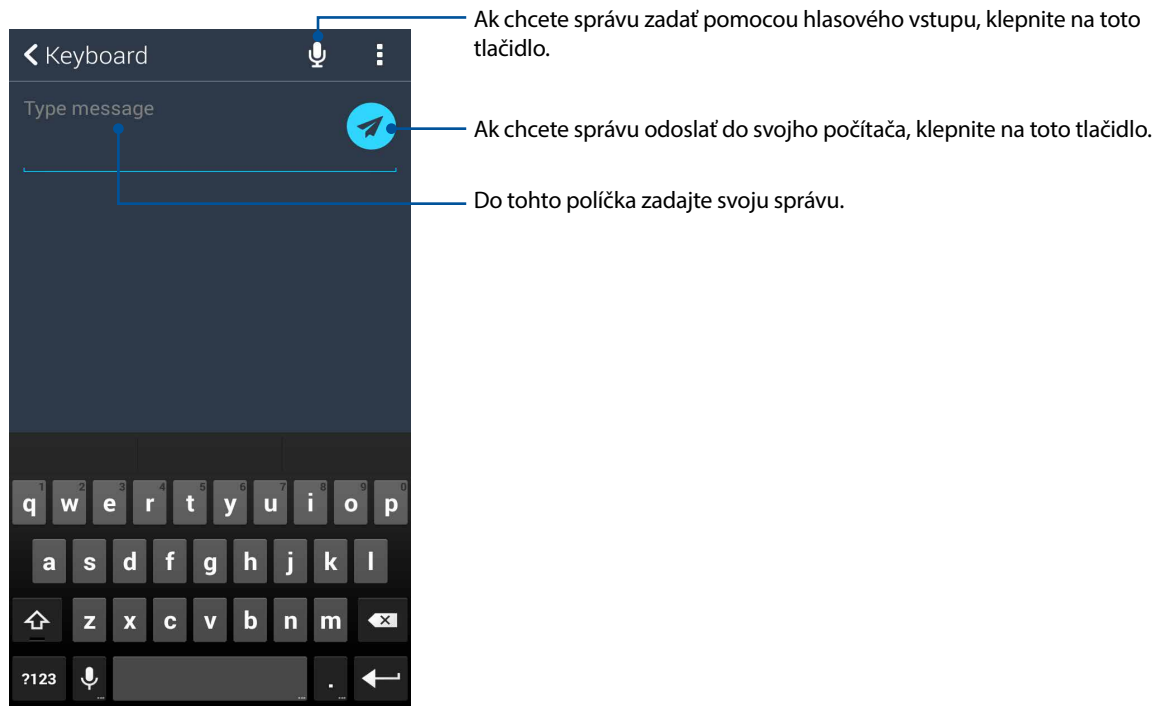 Ak chcete správu zadať pomocou hlasového vstupu, klepnite na toto
tlačidlo.
Keyboard
Type message
Ak chcete správu odoslať do svojho počítača, klepnite na toto tlačidlo.
Do tohto políčka zadajte svoju správu.
1 2 3 4 5 6 7 8 9 0
q w e r t y u i o p
a s d f g h j k l
z x c v b n m
?123 .